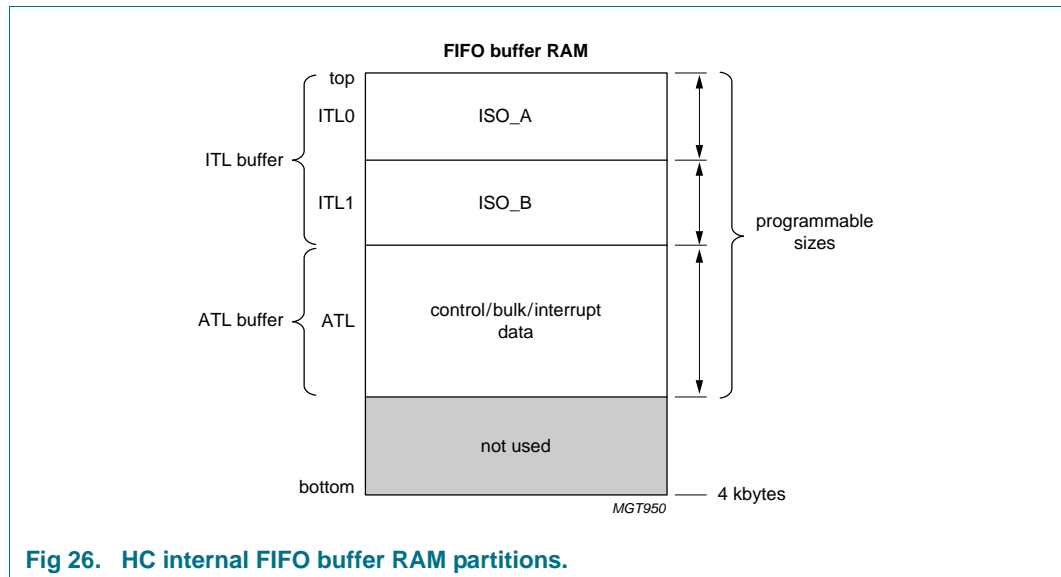 FIFO buffer RAM
top
ITL0
ISO_A
ITL buffer
ITL1
ISO_B
programmable
sizes
ATL buffer
ATL
control/bulk/interrupt
data
not used
bottom
4 kbytes
MGT950
Fig 26. HC internal FIFO buffer RAM partitions.